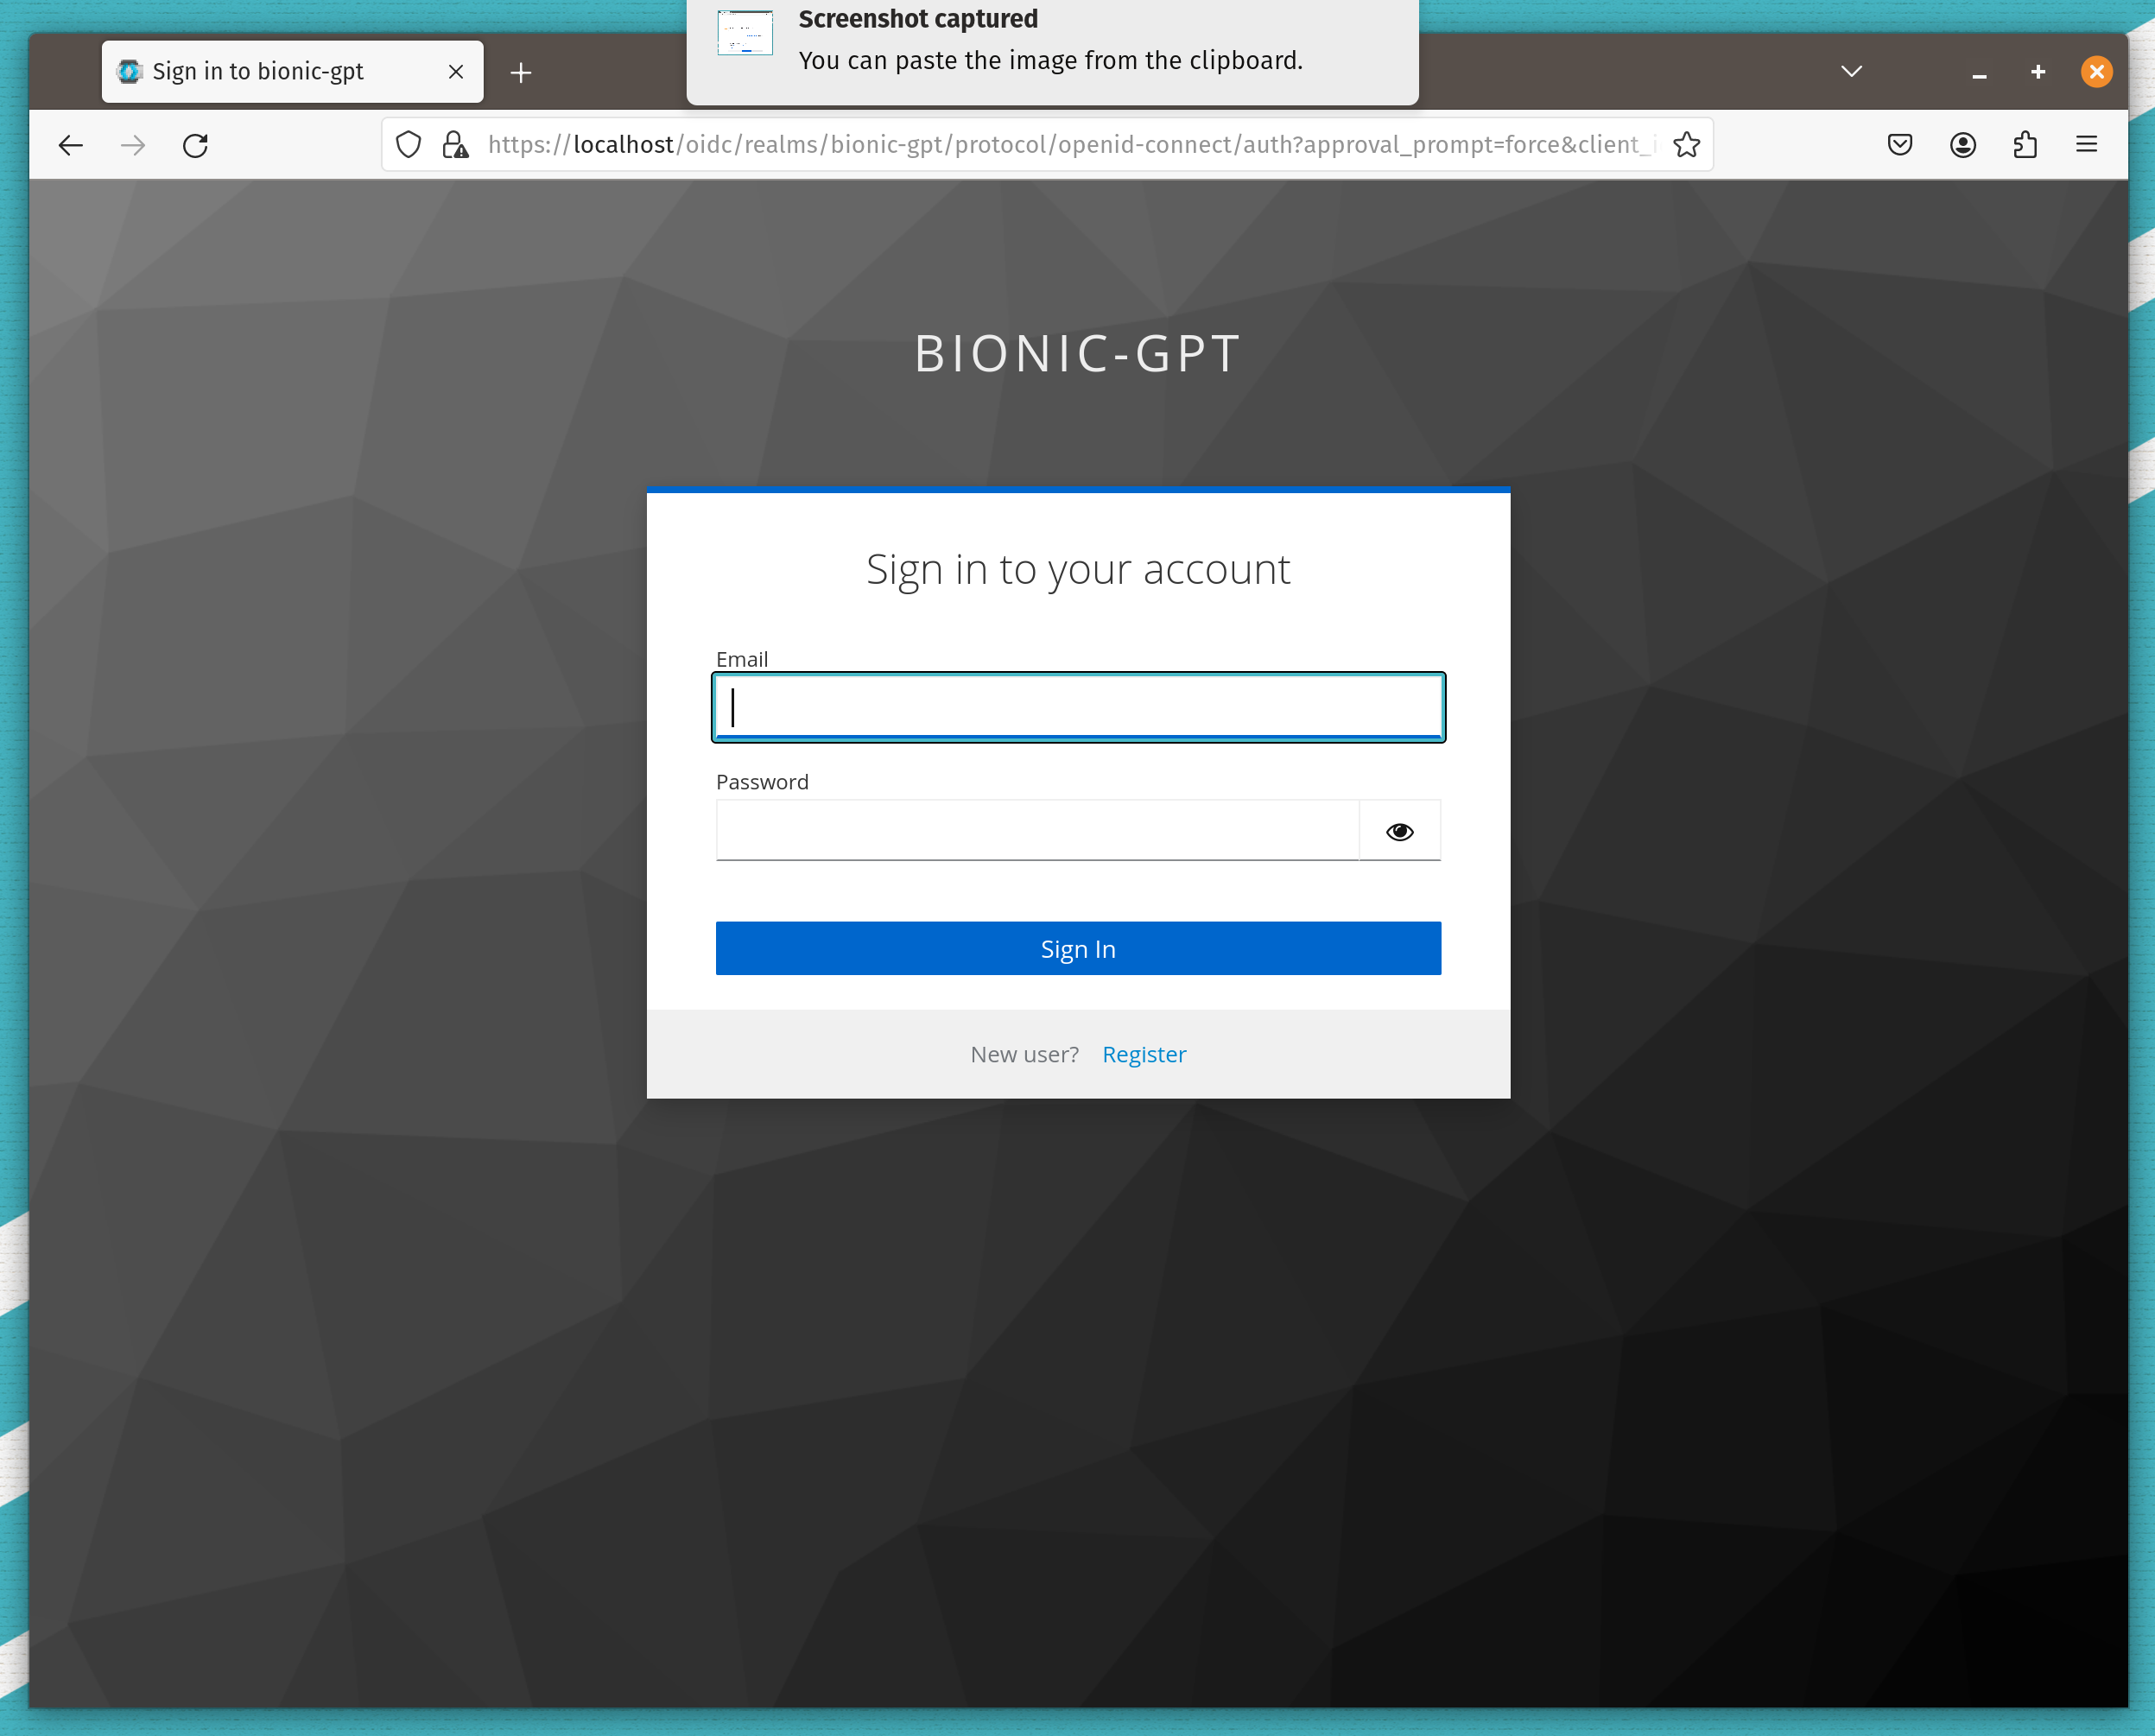 Screenshot captured
You can paste the image from the clipboard.
Sign in to bionic-gpt
https://localhost/oidc/realms/bionic-gpt/protocol/openid-connect/auth?approval_prompt=force&client_i
BIONIC-GPT
Sign in to your account
Email
Password
Sign In
New user? Register